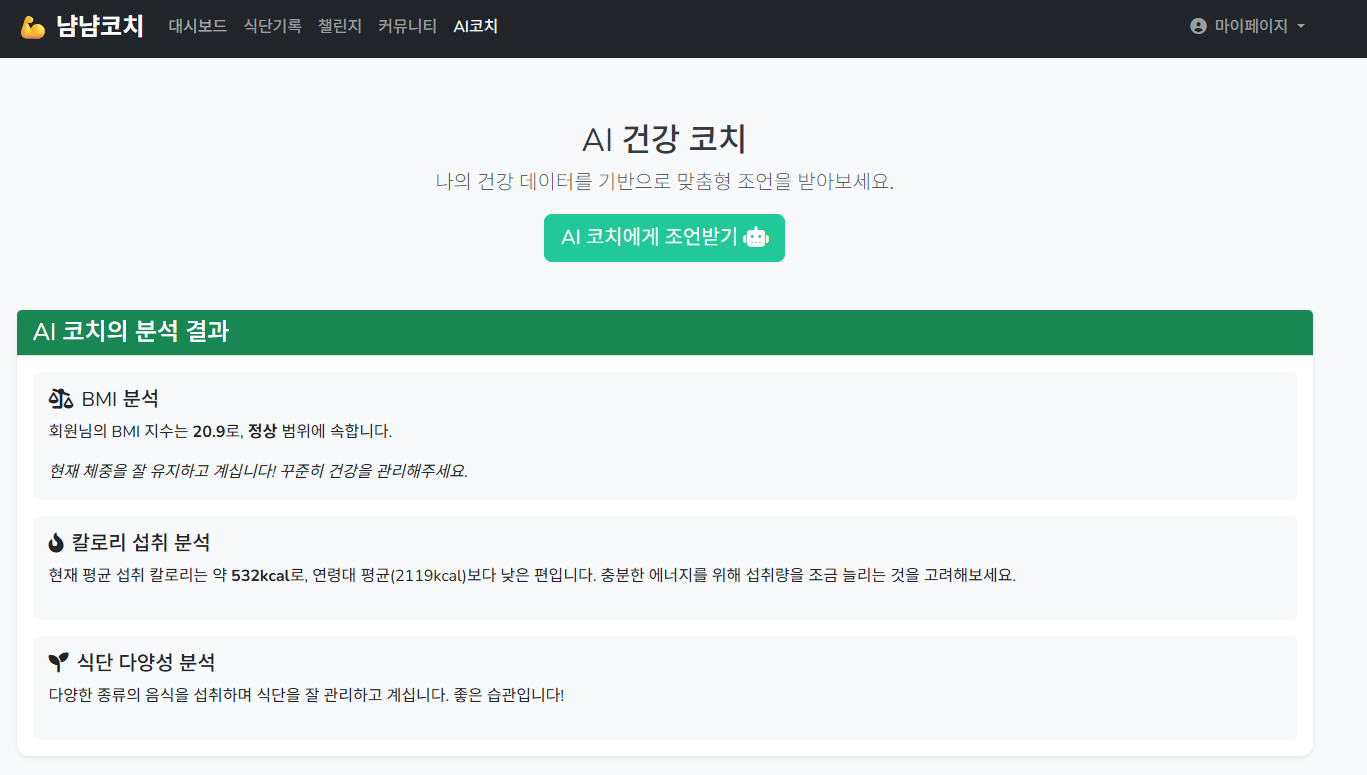 냠냠코치 대시보드 식단기록 챌린지 커뮤니티 AI코치 마이페이지
AI 건강 코치
나의 건강 데이터를 기반으로 맞춤형 조언을 받아보세요.
AI 코치에게 조언받기
AI 코치의 분석 결과
BMI 분석
회원님의 BMI 지수는 20.9로, 정상 범위에 속합니다.
현재 체중을 잘 유지하고 계십니다! 꾸준히 건강을 관리해주세요.
칼로리 섭취 분석
현재 평균 섭취 칼로리는 약 532kcal로, 연령대 평균(2119kcal)보다 낮은 편입니다. 충분한 에너지를 위해 섭취량을 조금 늘리는 것을 고려해보세요.
식단 다양성 분석
다양한 종류의 음식을 섭취하며 식단을 잘 관리하고 계십니다. 좋은 습관입니다!